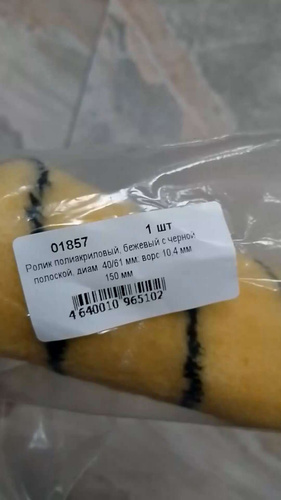 01857 1 шт
Ролик полиакриловый, бежевый с черной
полоской, диам. 40/61 мм; ворс 10.4 мм
150 мм
4 640010 965102